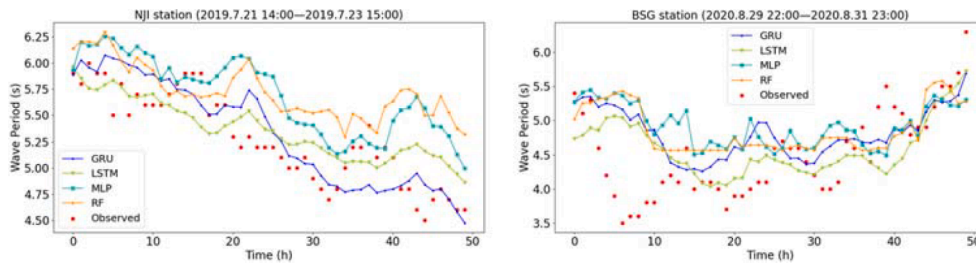 NJI station (2019.7.21 14:00—2019.7.23 15:00)
Wave Period (s)
6.25
6.00
5.75
5.50
5.25
5.00
4.75
4.50
GRU
LSTM
MLP
RF
Observed
0
10
20
30
40
50
Time (h)
BSG station (2020.8.29 22:00—2020.8.31 23:00)
Wave Period (s)
6.0
5.5
5.0
4.5
4.0
3.5
GRU
LSTM
MLP
RF
Observed
0
10
20
30
40
50
Time (h)